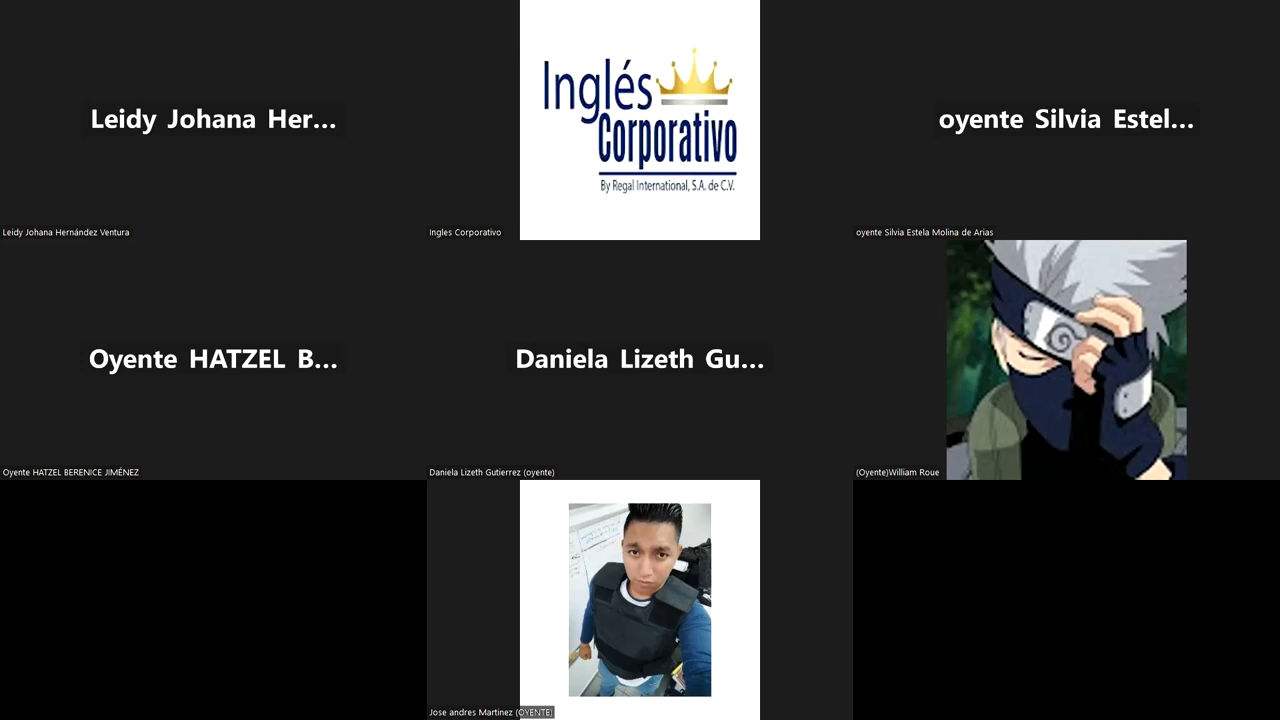 Leidy Johana Her...
Leidy Johana Hernández Ventura
Inglés
Corporativo
By Regal International, S.A. de C.V.
Ingles Corporativo
oyente Silvia Estel...
oyente Silvia Estela Molina de Arias
Oyente HATZEL B...
Oyente HATZEL BERENICE JIMÉNEZ
Daniela Lizeth Gu...
Daniela Lizeth Gutierrez (oyente)
(Oyente)William Roue
Jose andres Martinez (OYENTE)